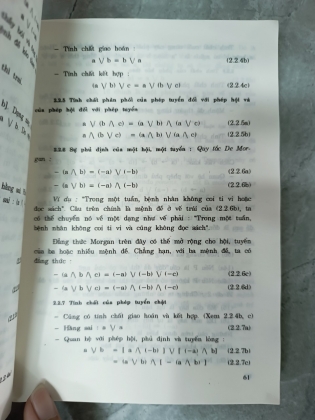 – Tính chất giao hoán :
a ∨ b = b ∨ a (2.2.4b)
– Tính chất kết hợp :
(a ∨ b) ∨ c = a ∨ (b ∨ c) (2.2.4c)
2.2.5 Tính chất phân phối của phép tuyển đối với phép hội và
của phép hội đối với phép tuyển
a ∨ (b ∧ c) = (a ∨ b) ∧ (a ∨ c) (2.2.5a)
a ∧ (b ∨ c) = (a ∧ b) ∨ (a ∧ c) (2.2.5b)
2.2.6 Sự phủ định của một hội, một tuyển : Quy tắc De Mor-
gan :
– (a ∧ b) = (–a) ∨ (–b) (2.2.6a)
– (a ∨ b) = (–a) ∧ (–b) (2.2.6b)
Ví dụ : "Trong một tuần, bệnh nhân không coi ti vi hoặc
đọc sách". Câu trên chính là mệnh đề ở vế trái của (2.2.6b), ta
có thể chuyển nó về một dạng như vế phải : "Trong một tuần,
bệnh nhân không coi ti vi và cũng không đọc sách".
Đẳng thức Morgan trên đây có thể mở rộng cho hội, tuyển
của ba hoặc nhiều mệnh đề. Chẳng hạn, với ba mệnh đề, ta có
đẳng thức :
– (a ∧ b ∧ c) = (–a) ∨ (–b) ∨ (–c) (2.2.6c)
– (a ∨ b ∨ c) = (–a) ∧ (–b) ∧ (–c) (2.2.6d)
2.2.7 Tính chất của phép tuyển chặt
– Cũng có tính chất giao hoán và kết hợp (Xem 2.2.4b, c)
– Hằng sai : a ∨ a (2.2.7a)
– Quan hệ với phép hội, phủ định và tuyển lỏng :
a ∨ b = [ a ∧ (–b) ] ∨ [ (–a) ∧ b] (2.2.7b)
= (a ∨ b) ∧ [ – (a ∧ b) ] (2.2.7c)
61